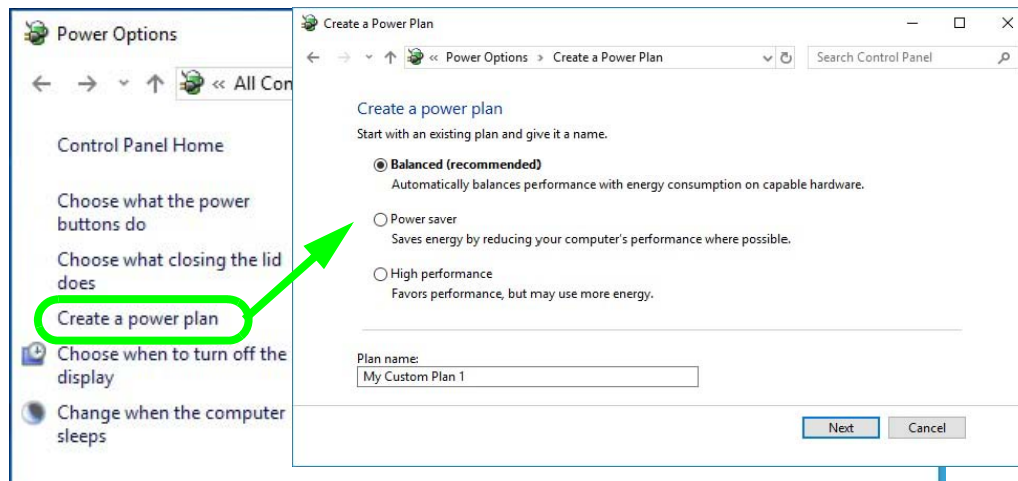 Power Options
« All Con
Control Panel Home
Choose what the power
buttons do
Choose what closing the lid
does
Create a power plan
Choose when to turn off the
display
Change when the computer
sleeps
Create a Power Plan
« Power Options > Create a Power Plan
Search Control Panel
Create a power plan
Start with an existing plan and give it a name.
Balanced (recommended)
Automatically balances performance with energy consumption on capable hardware.
Power saver
Saves energy by reducing your computer's performance where possible.
High performance
Favors performance, but may use more energy.
Plan name:
My Custom Plan 1
Next Cancel